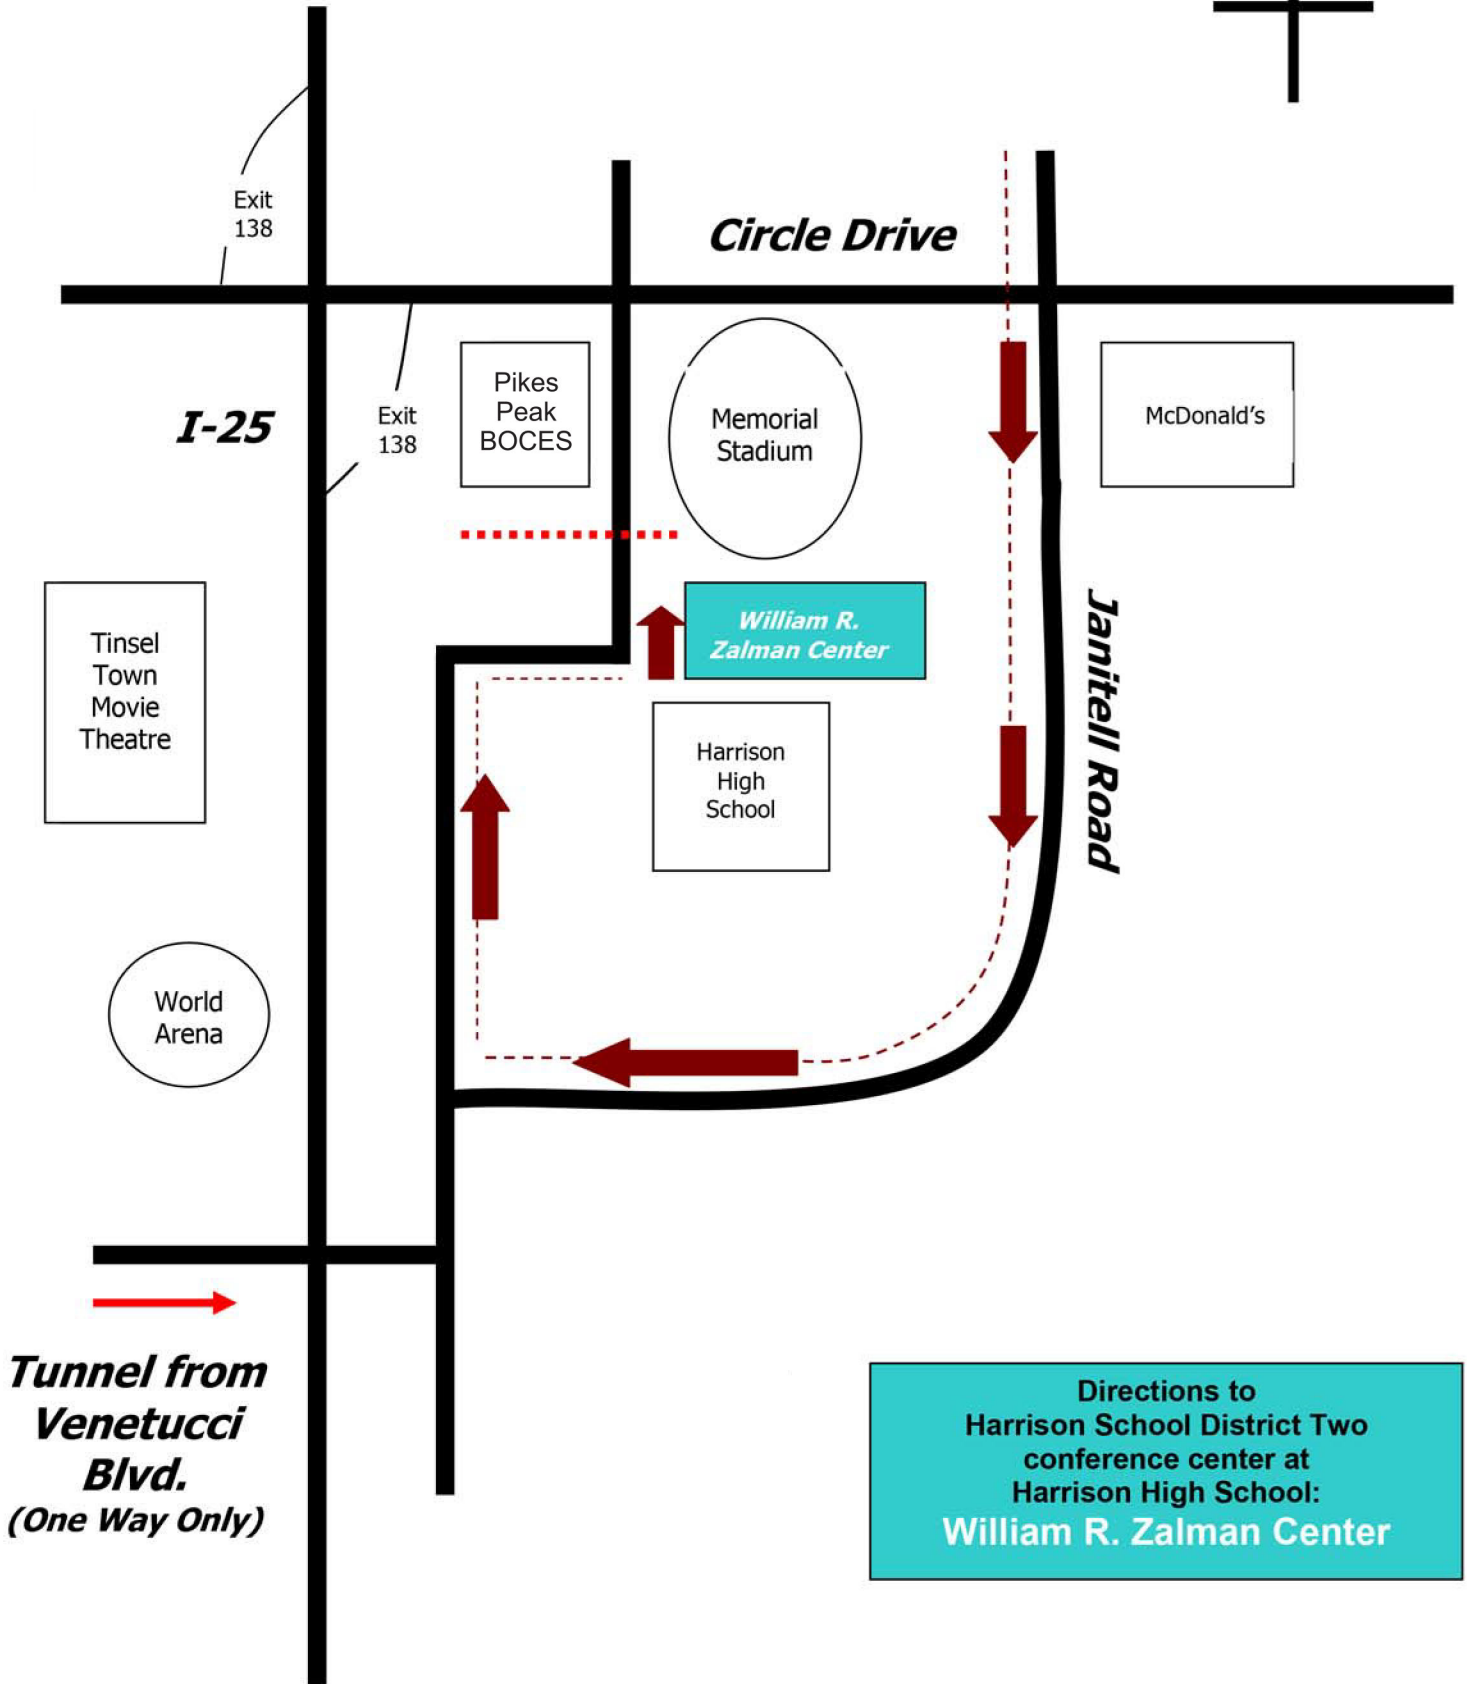 Exit
138
Circle Drive
I-25
Exit
138
Pikes
Peak
BOCES
Memorial
Stadium
McDonald's
Tinsel
Town
Movie
Theatre
William R.
Zalman Center
Janitell Road
Harrison
High
School
World
Arena
Tunnel from
Venetucci
Blvd.
(One Way Only)
Directions to
Harrison School District Two
conference center at
Harrison High School:
William R. Zalman Center